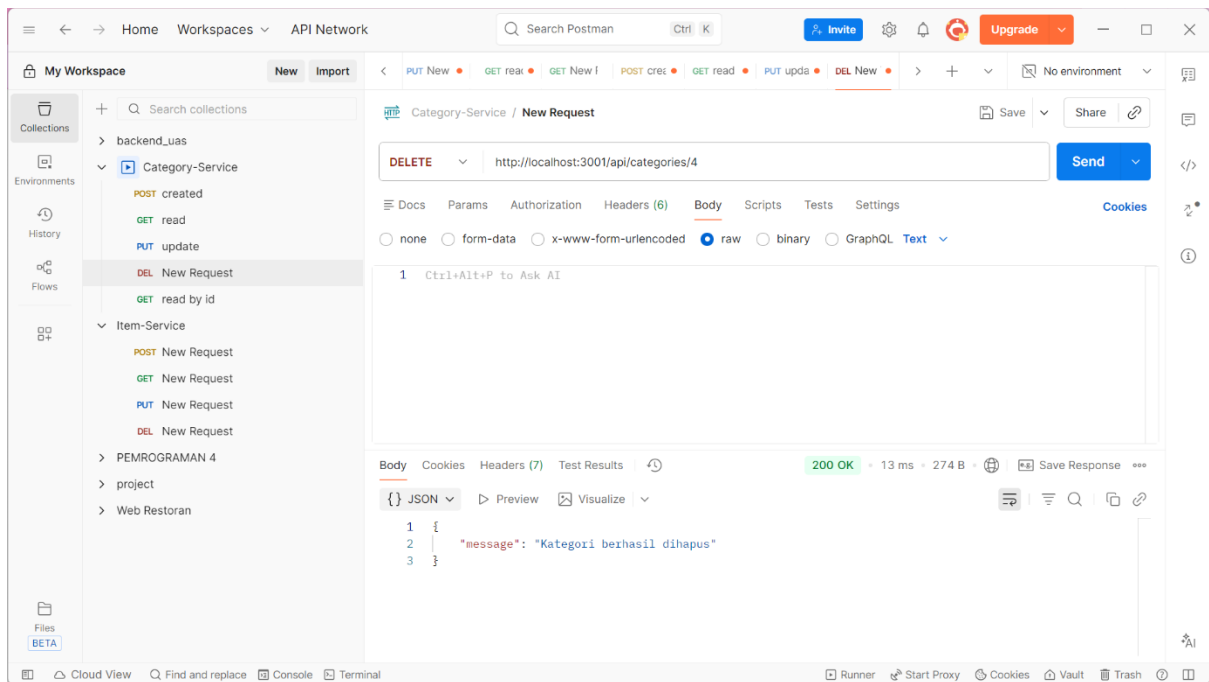 Home Workspaces API Network Search Postman Ctrl K Invite Upgrade
My Workspace New Import
PUT New GET read GET New POST crea GET read PUT upda DEL New No environment
Collections
Environments
History
Flows
Files
BETA
Search collections
backend_uas
Category-Service
POST created
GET read
PUT update
DEL New Request
GET read by id
Item-Service
POST New Request
GET New Request
PUT New Request
DEL New Request
PEMROGRAMAN 4
project
Web Restoran
HTTP Category-Service / New Request Save Share
DELETE http://localhost:3001/api/categories/4 Send
Docs Params Authorization Headers (6) Body Scripts Tests Settings Cookies
none form-data x-www-form-urlencoded raw binary GraphQL Text
1 Ctrl+Alt+P to Ask AI
Body Cookies Headers (7) Test Results 200 OK • 13 ms • 274 B • e.g. Save Response
{} JSON Preview Visualize
1 {
2 "message": "Kategori berhasil dihapus"
3 }
AI
Cloud View Find and replace Console Terminal Runner Start Proxy Cookies Vault Trash